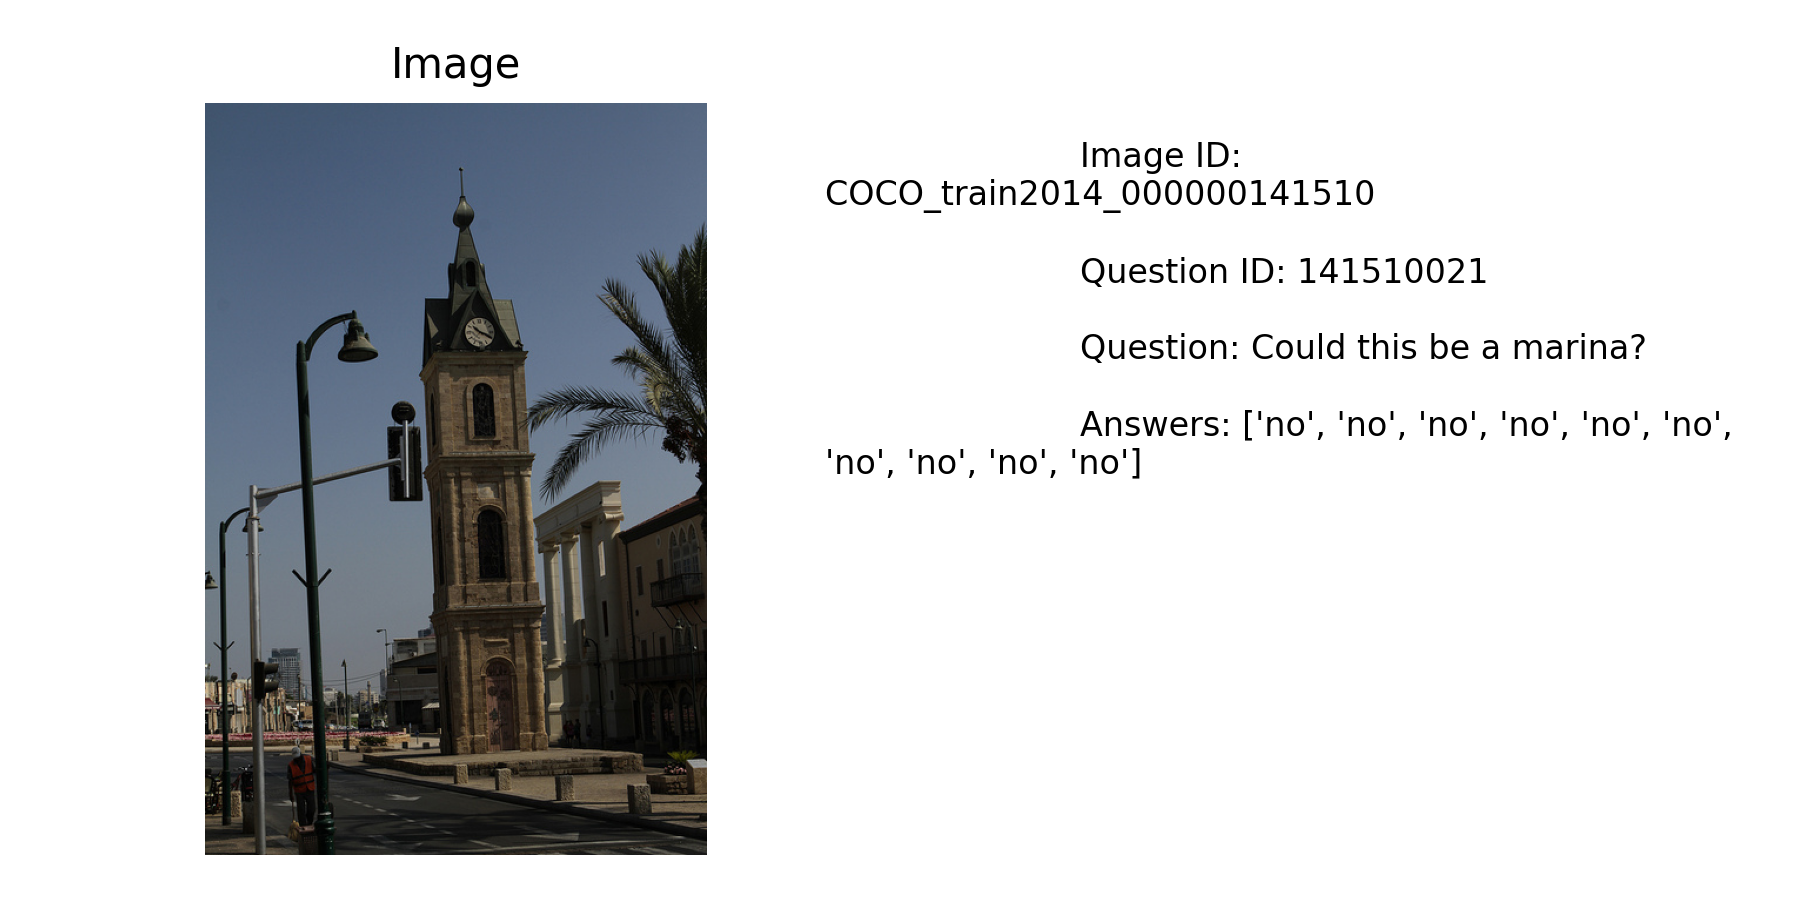 Image
Image ID:
COCO_train2014_000000141510
Question ID: 141510021
Question: Could this be a marina?
Answers: ['no', 'no', 'no', 'no', 'no', 'no',
'no', 'no', 'no', 'no']